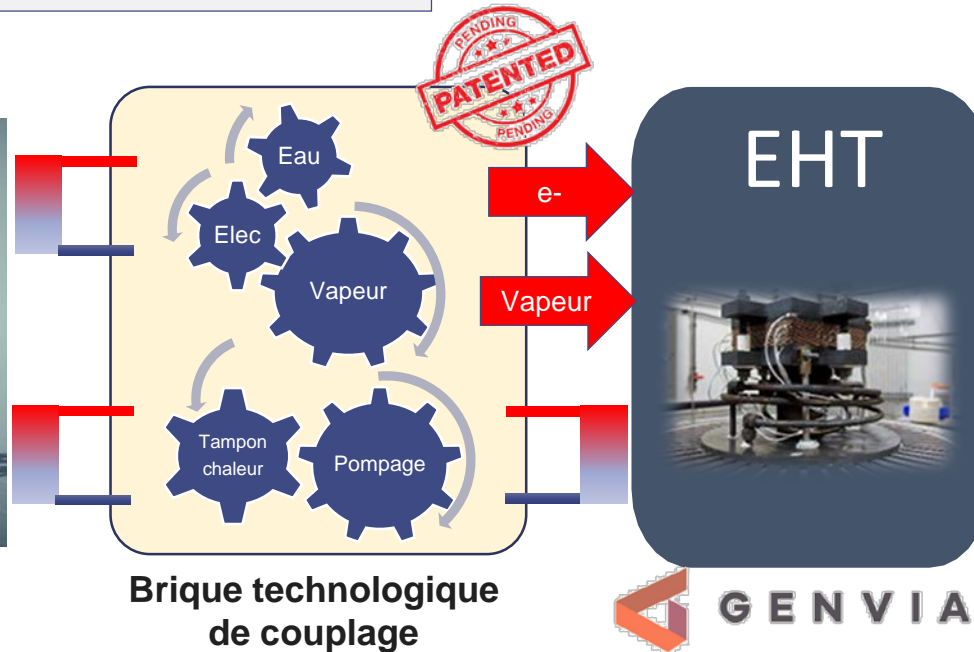 PENDING
PATENTED
PENDING
Eau
Elec
Vapeur
Tampon
chaleur
Pompage
e-
Vapeur
EHT
Brique technologique
de couplage
GENVIA